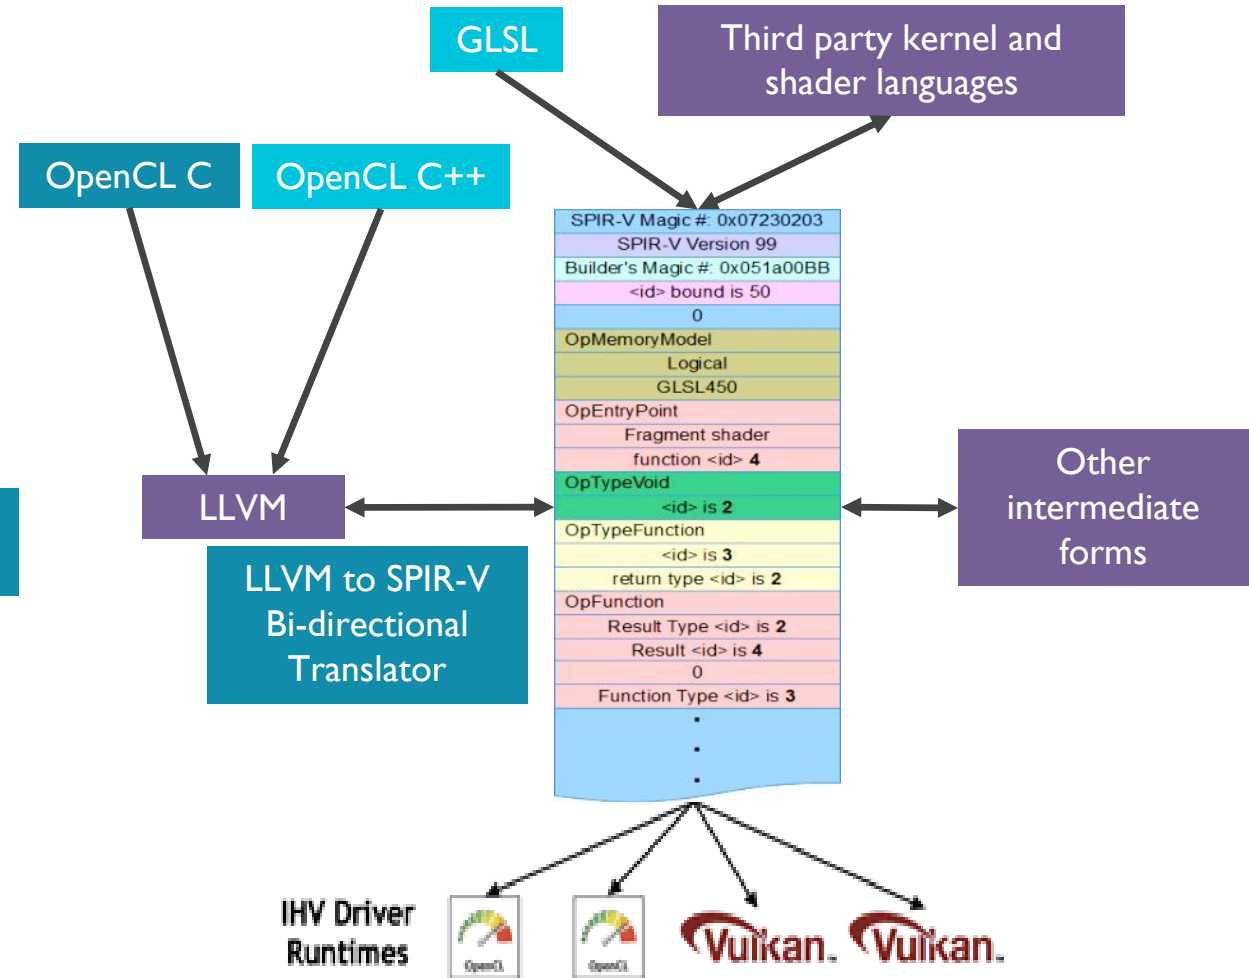 GLSL
Third party kernel and
shader languages
OpenCL C
OpenCL C++
SPIR-V Magic #: 0x07230203
SPIR-V Version 99
Builder's Magic #: 0x051a00BB
<id> bound is 50
0
OpMemoryModel
Logical
GLSL450
OpEntryPoint
Fragment shader
function <id> 4
OpTypeVoid
<id> is 2
OpTypeFunction
<id> is 3
return type <id> is 2
OpFunction
Result Type <id> is 2
Result <id> is 4
0
Function Type <id> is 3
.
.
.
LLVM
LLVM to SPIR-V
Bi-directional
Translator
Other
intermediate
forms
IHV Driver
Runtimes
OpenCL
OpenCL
Vulkan.
Vulkan.